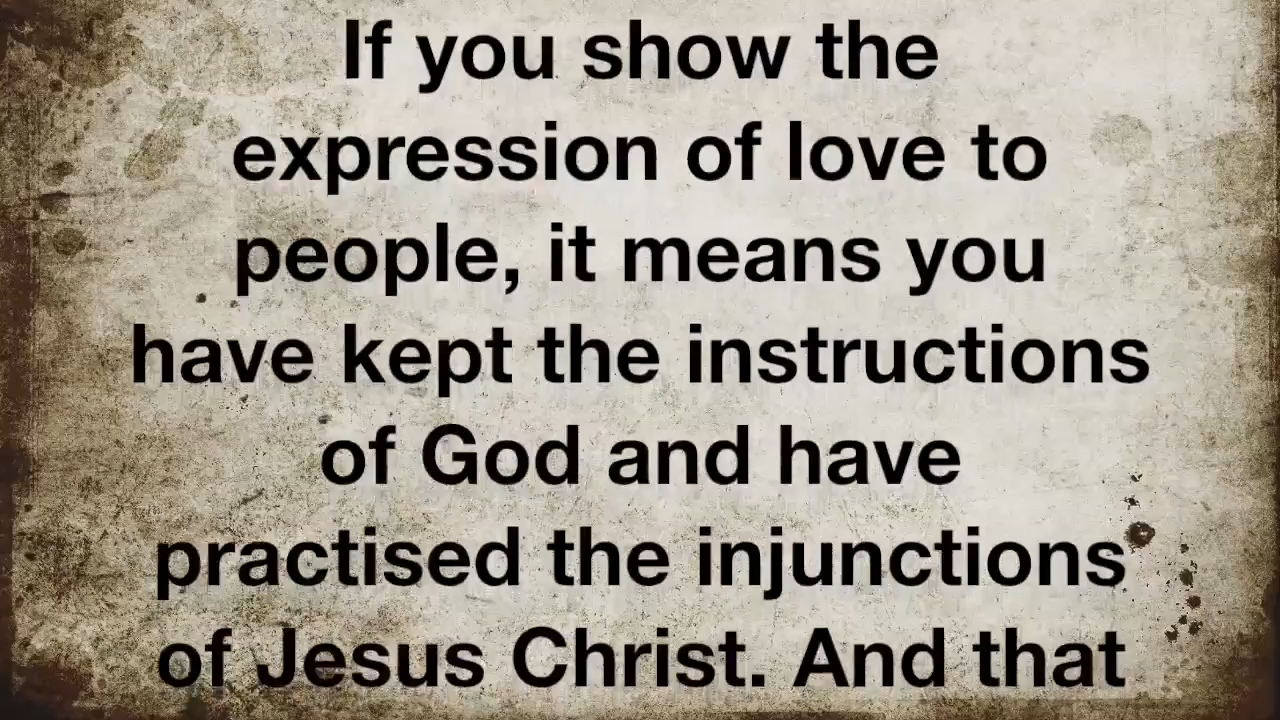 If you show the
expression of love to
people, it means you
have kept the instructions
of God and have
practised the injunctions
of Jesus Christ. And that